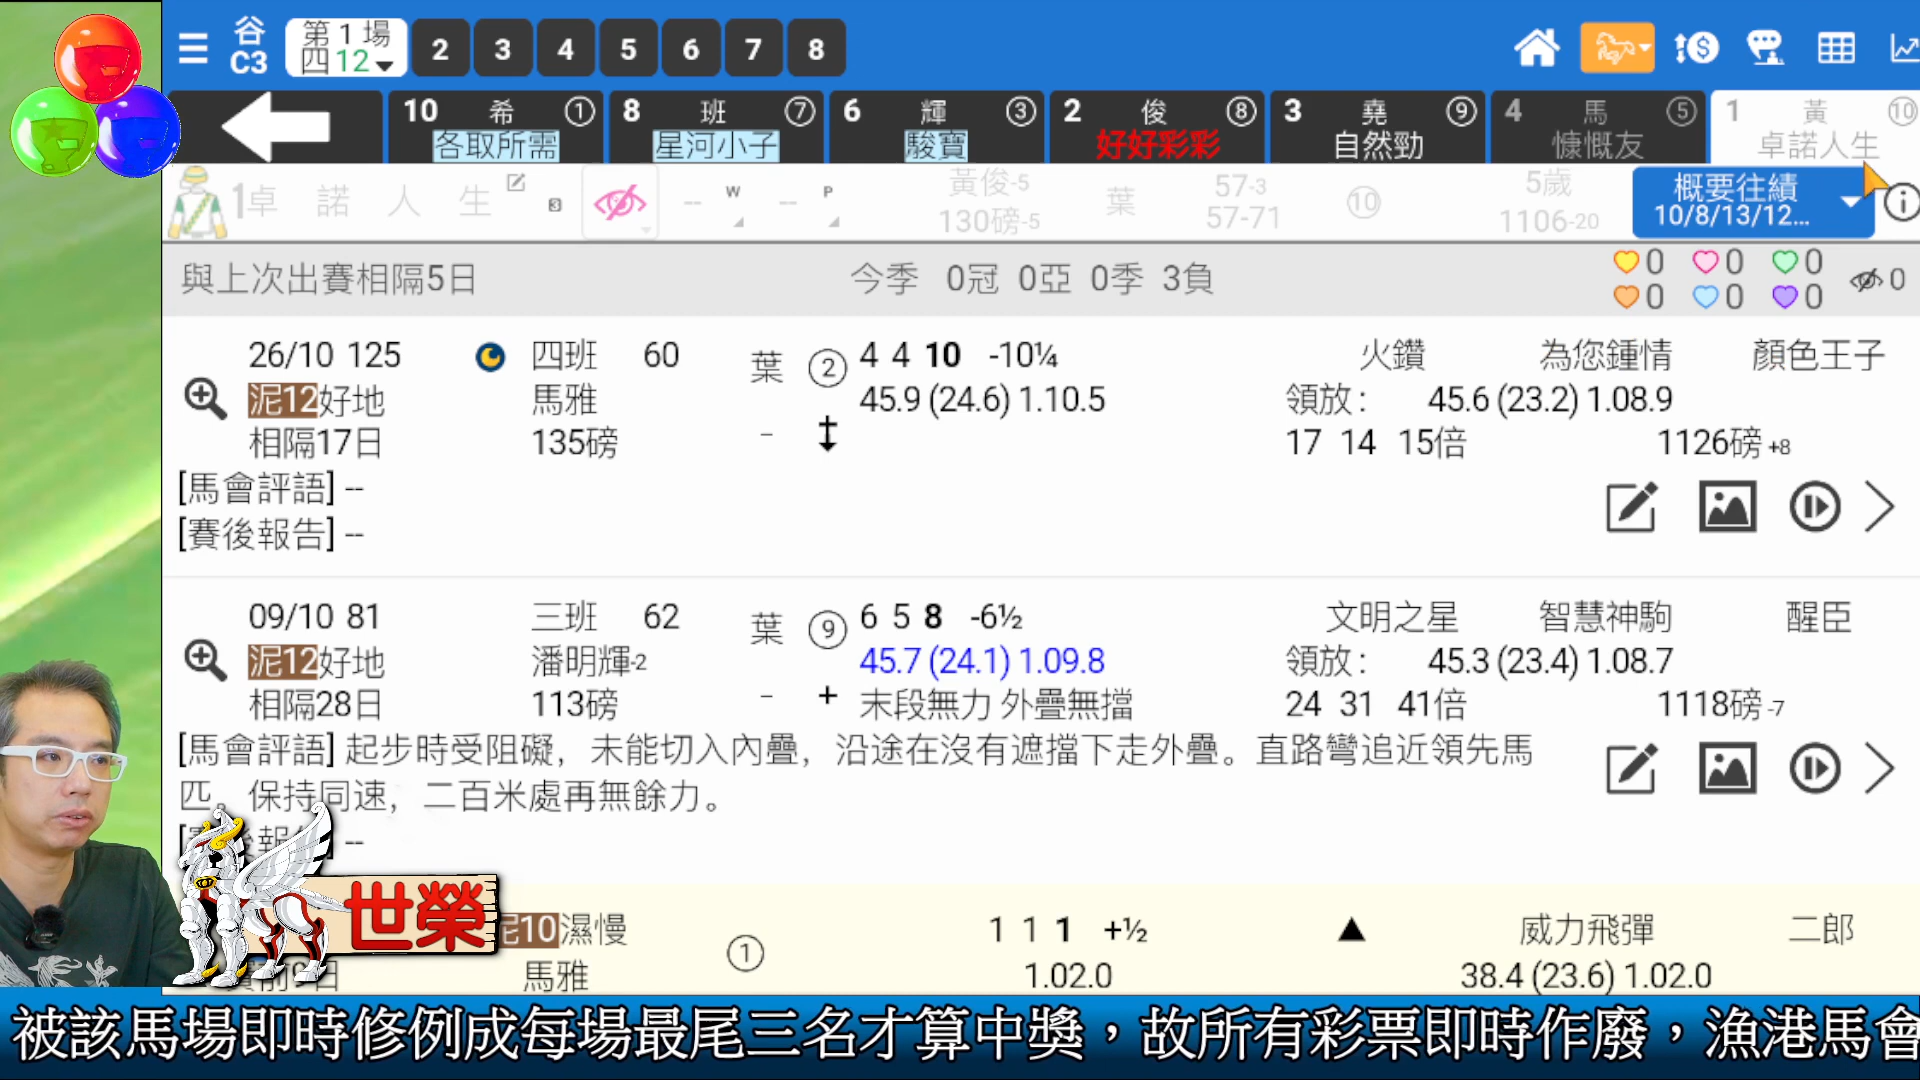 谷 C3
第1場 四12
2 3 4 5 6 7 8
10 希 ① 各取所需
8 班 ⑦ 星河小子
6 輝 ③ 駿寶
2 俊 ⑧ 好好彩彩
3 堯 ⑨ 自然勁
4 馬 ⑤ 慷慨友
1 黃 ⑩ 卓諾人生
1卓諾人生 3 -- W -- P
黃俊-5 130磅-5 葉 57-3 57-71 ⑩ 5歲 1106-20
概要往績 10/8/13/12...
與上次出賽相隔5日 今季 0冠 0亞 0季 3負 0 0 0 0 0 0 0
26/10 125 四班 60 葉 ② 4 4 10 -10¼ 火鑽 為您鍾情 顏色王子
泥12好地 馬雅 45.9 (24.6) 1.10.5 領放: 45.6 (23.2) 1.08.9
相隔17日 135磅 - 17 14 15倍 1126磅 +8
[馬會評語] --
[賽後報告] --
09/10 81 三班 62 葉 ⑨ 6 5 8 -6½ 文明之星 智慧神駒 醒臣
泥12好地 潘明輝-2 45.7 (24.1) 1.09.8 領放: 45.3 (23.4) 1.08.7
相隔28日 113磅 - + 末段無力 外疊無擋 24 31 41倍 1118磅 -7
[馬會評語] 起步時受阻礙，未能切入內疊，沿途在沒有遮擋下走外疊。直路彎追近領先馬
匹。保持同速，二百米處再無餘力。
--
世榮
泥10濕慢 ① 1 1 1 +½ ▲ 威力飛彈 二郎
馬雅 1.02.0 38.4 (23.6) 1.02.0
被該馬場即時修例成每場最尾三名才算中獎，故所有彩票即時作廢，漁港馬會